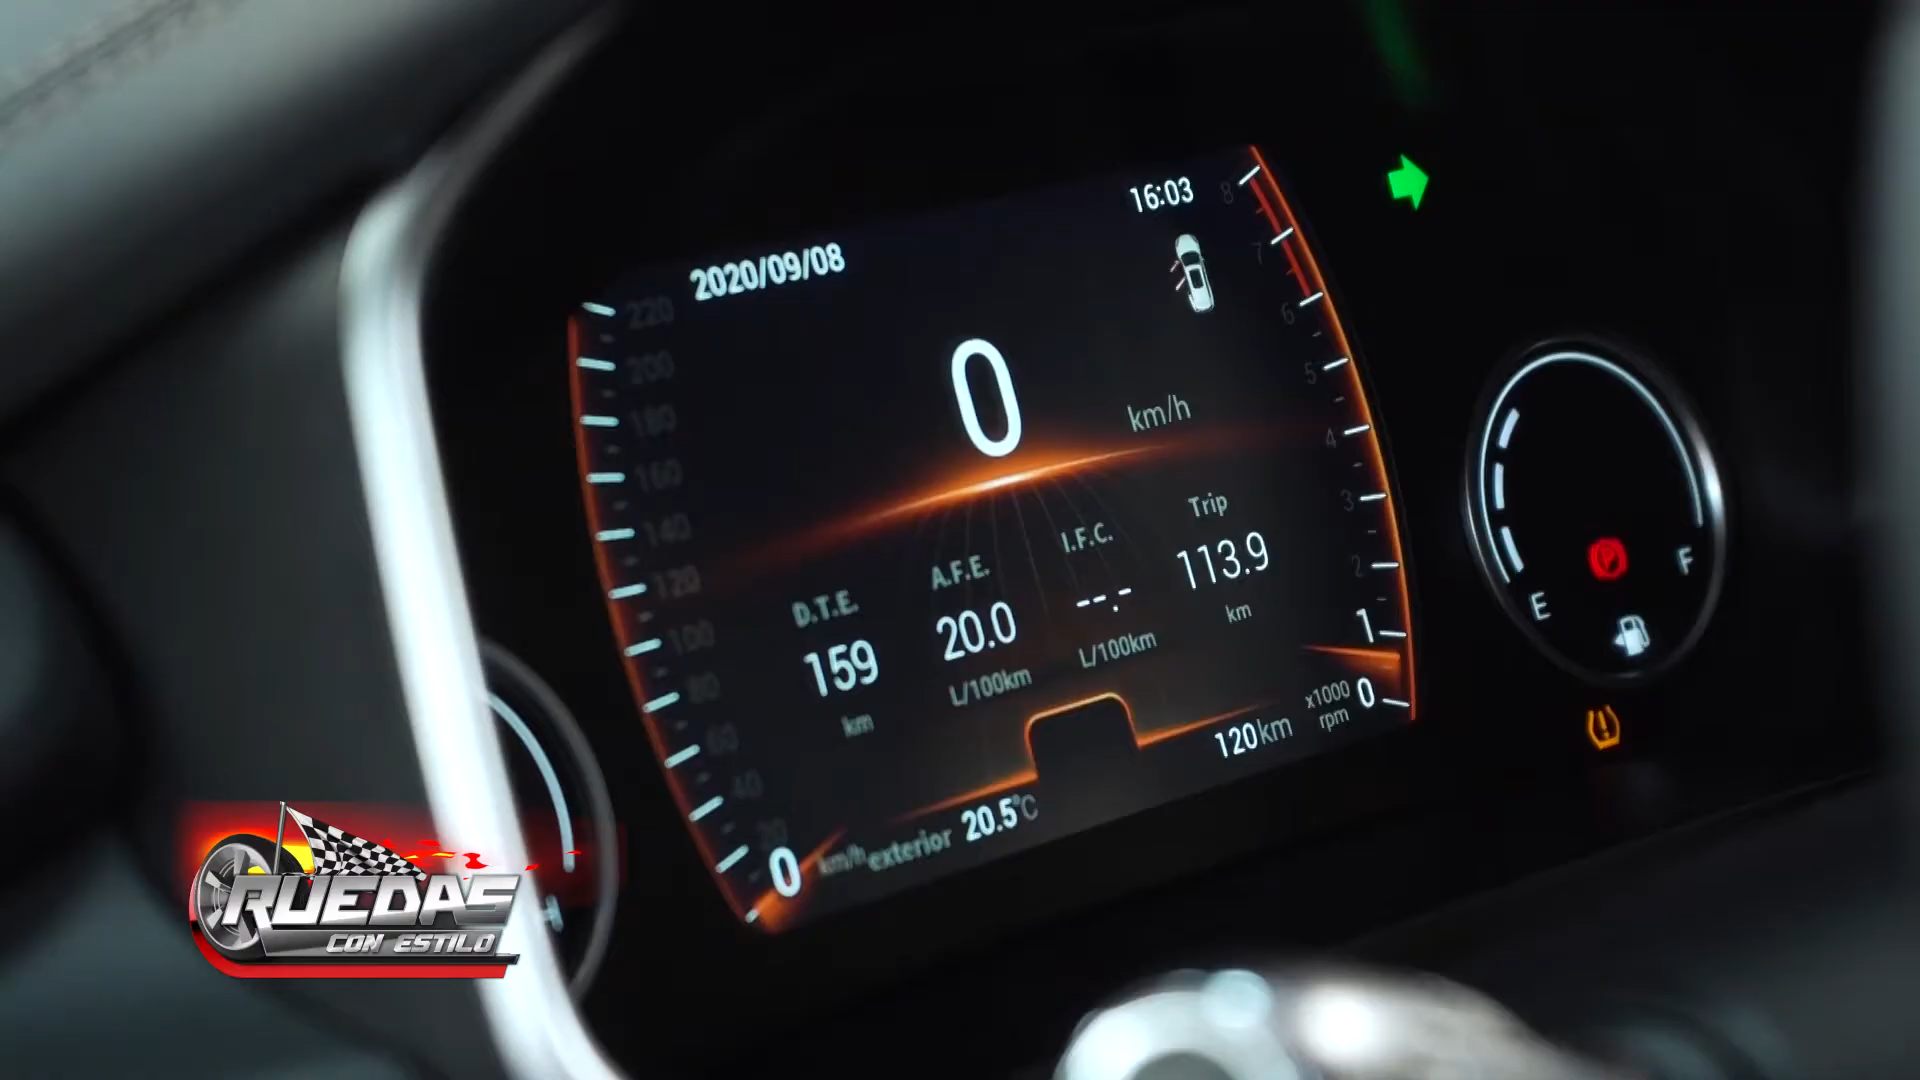 16:03
2020/09/08
220
200
180
160
140
120
100
80
60
40
20
0
km/h
0
km/h
8
7
6
5
4
3
2
1
0
x1000
rpm
D.T.E.
159
km
A.F.E.
20.0
L/100km
I.F.C.
--.-
L/100km
Trip
113.9
km
120km
exterior 20.5°C
E
F
H
RUEDAS
CON ESTILO